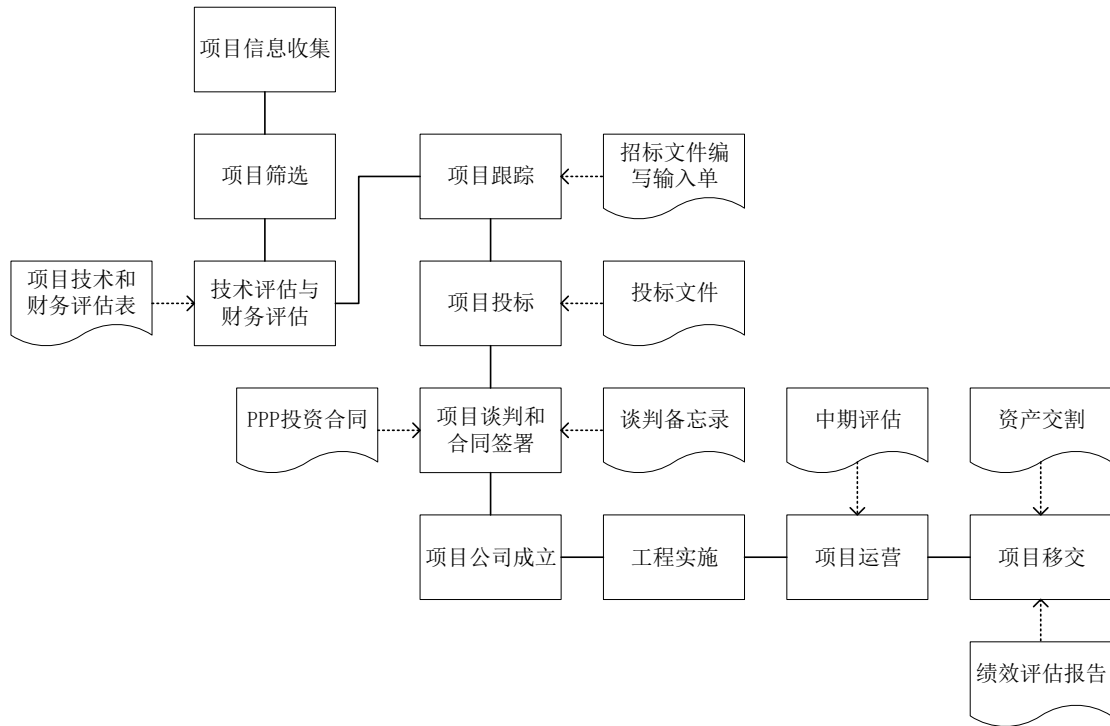 项目信息收集
项目筛选
项目跟踪
招标文件编
写输入单
项目技术和
财务评估表
技术评估与
财务评估
项目投标
投标文件
PPP投资合同
项目谈判和
合同签署
谈判备忘录
中期评估
资产交割
项目公司成立
工程实施
项目运营
项目移交
绩效评估报告